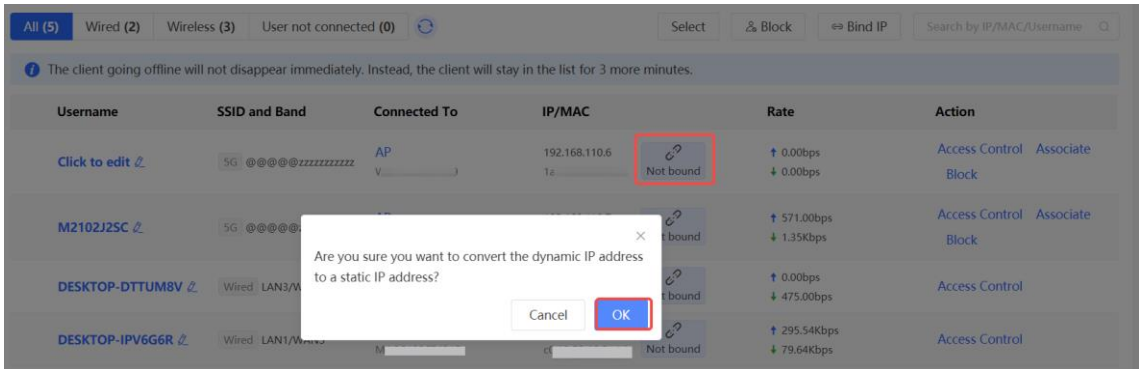 All (5) Wired (2) Wireless (3) User not connected (0) Select Block Bind IP Search by IP/MAC/Username
The client going offline will not disappear immediately. Instead, the client will stay in the list for 3 more minutes.
Username SSID and Band Connected To IP/MAC Rate Action
Click to edit 5G @@@@@zzzzzzzzzzz AP 192.168.110.6 Not bound 0.00bps Access Control Associate
0.00bps Block
M2102J2SC 5G @@@@@ bound 571.00bps Access Control Associate
1.35Kbps Block
Are you sure you want to convert the dynamic IP address
to a static IP address?
Cancel OK
DESKTOP-DTTUM8V Wired LAN3/W bound 0.00bps Access Control
475.00bps
DESKTOP-IPV6G6R Wired LAN1/WAN3 Not bound 295.54Kbps Access Control
79.64Kbps